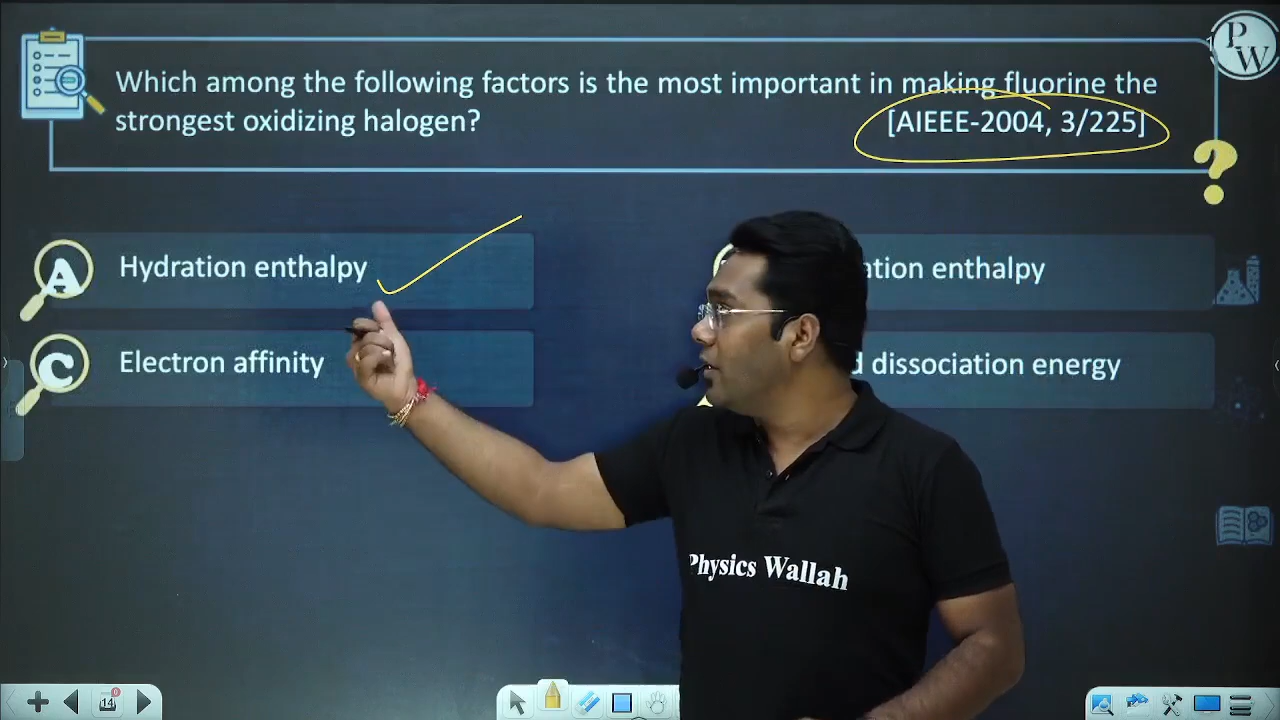 PW
Which among the following factors is the most important in making fluorine the
strongest oxidizing halogen? [AIEEE-2004, 3/225]
A Hydration enthalpy
ation enthalpy
C Electron affinity
d dissociation energy
Physics Wallah
14